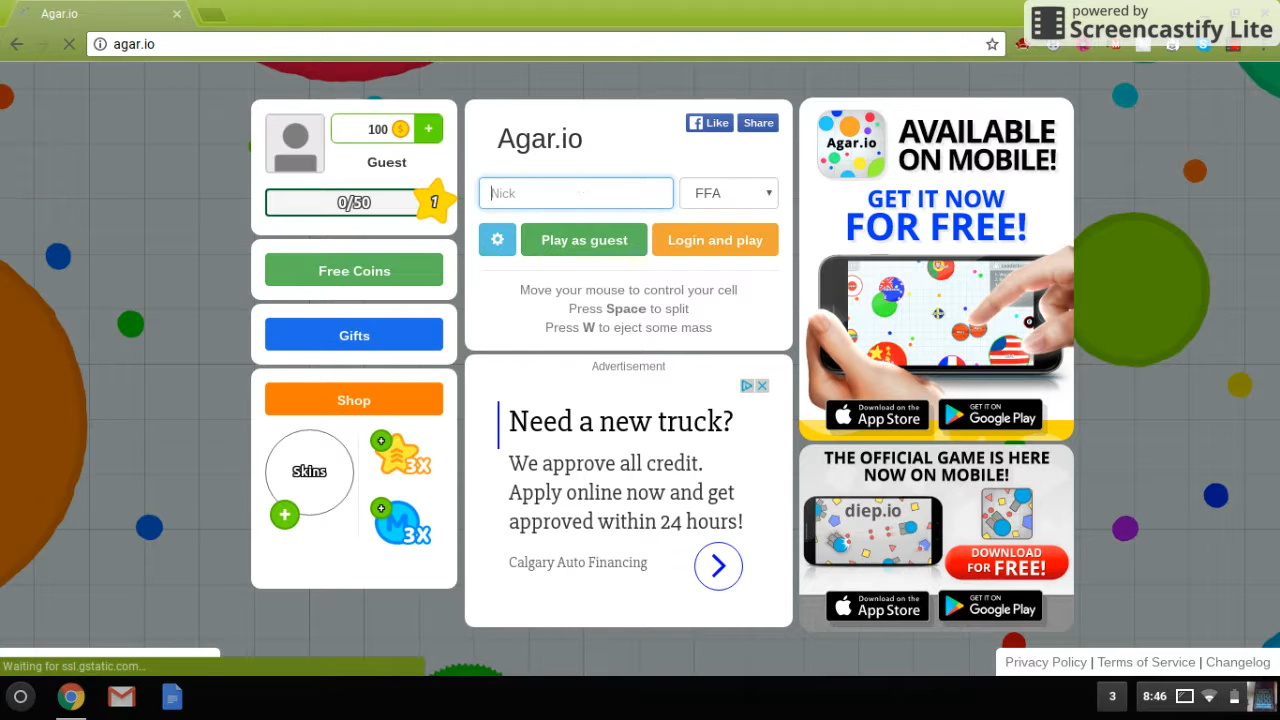 Agar.io
powered by
Screencastify Lite
agar.io
100
Guest
0/50
1
Free Coins
Gifts
Shop
Skins
3X
M
3X
Agar.io
Like
Share
Nick
FFA
Play as guest
Login and play
Move your mouse to control your cell
Press Space to split
Press W to eject some mass
Advertisement
Need a new truck?
We approve all credit.
Apply online now and get
approved within 24 hours!
Calgary Auto Financing
Agar.io
AVAILABLE
ON MOBILE!
GET IT NOW
FOR FREE!
Download on the
App Store
GET IT ON
Google Play
THE OFFICIAL GAME IS HERE
NOW ON MOBILE!
diep.io
DOWNLOAD
FOR FREE!
Download on the
App Store
GET IT ON
Google Play
Waiting for ssl.gstatic.com...
Privacy Policy | Terms of Service | Changelog
3
8:46